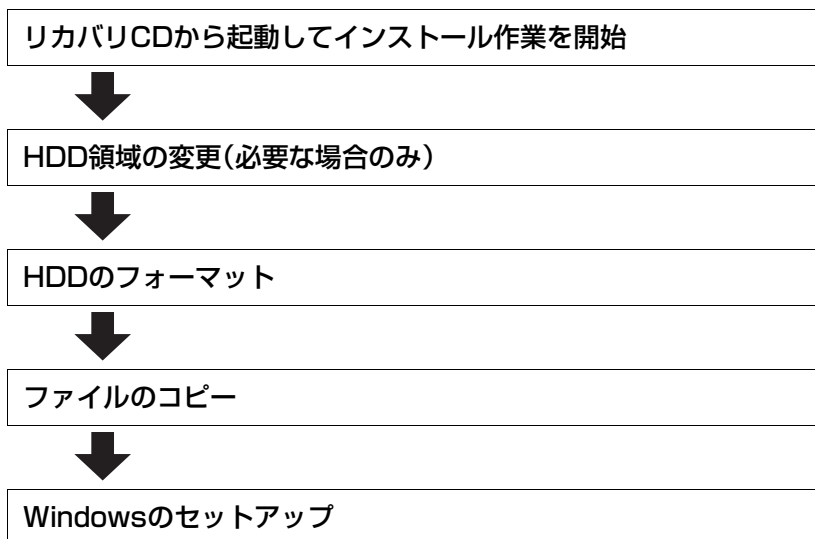 リカバリCDから起動してインストール作業を開始
HDD領域の変更(必要な場合のみ)
HDDのフォーマット
ファイルのコピー
Windowsのセットアップ